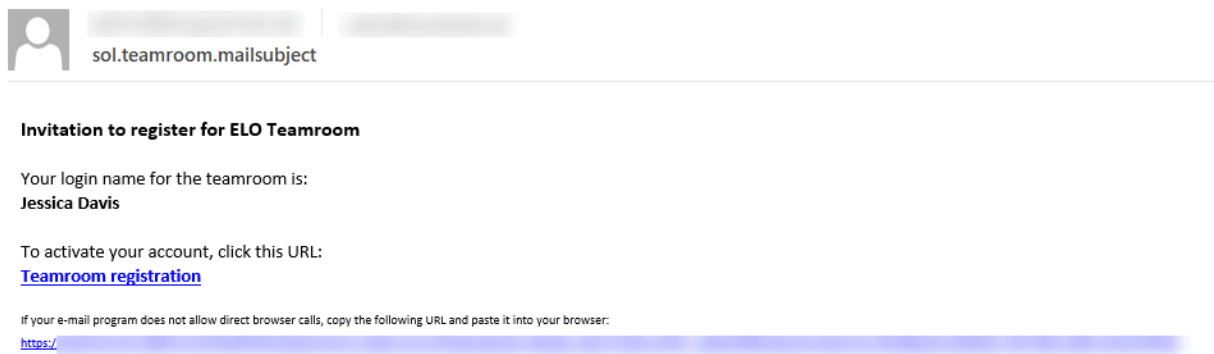 sol.teamroom.mailsubject
Invitation to register for ELO Teamroom
Your login name for the teamroom is:
Jessica Davis
To activate your account, click this URL:
Teamroom registration
If your e-mail program does not allow direct browser calls, copy the following URL and paste it into your browser:
https:/